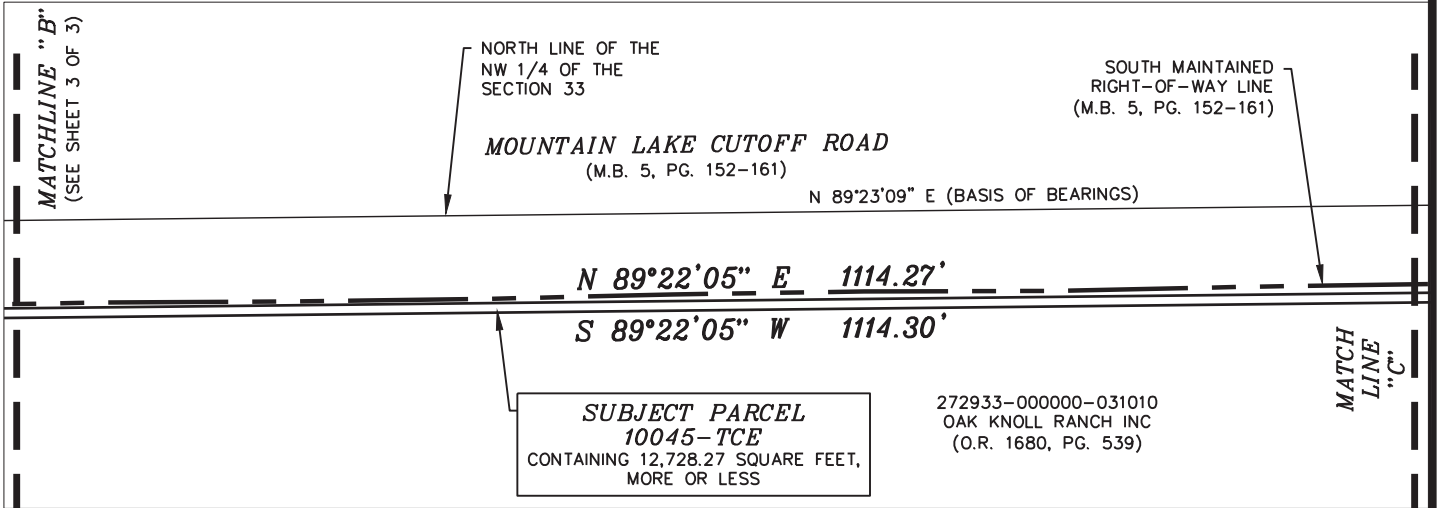 MATCHLINE "B"
(SEE SHEET 3 OF 3)
NORTH LINE OF THE
NW 1/4 OF THE
SECTION 33
SOUTH MAINTAINED
RIGHT-OF-WAY LINE
(M.B. 5, PG. 152-161)
MOUNTAIN LAKE CUTOFF ROAD
(M.B. 5, PG. 152-161)
N 89°23'09" E (BASIS OF BEARINGS)
N 89°22'05" E 1114.27'
S 89°22'05" W 1114.30'
SUBJECT PARCEL
10045-TCE
CONTAINING 12,728.27 SQUARE FEET,
MORE OR LESS
272933-000000-031010
OAK KNOLL RANCH INC
(O.R. 1680, PG. 539)
MATCH
LINE
"C"